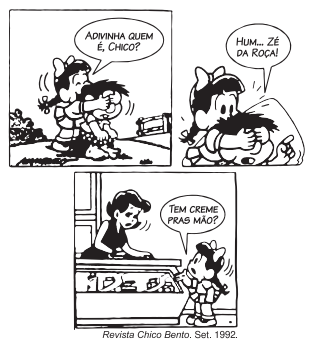 ADIVINHA QUEM
É, CHICO?
HUM... ZÉ
DA ROÇA!
TEM CREME
PRAS MÃO?
Revista Chico Bento. Set. 1992.